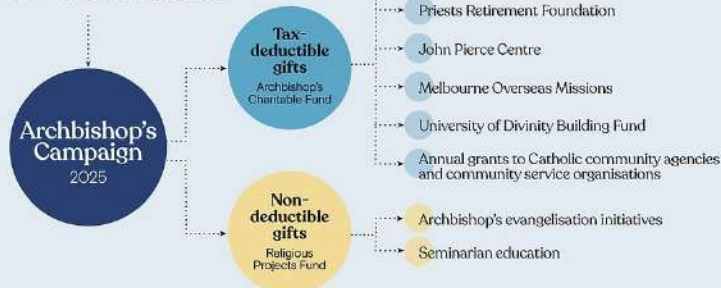 Priests Retirement Foundation
Tax-
deductible
gifts
Archbishop's
Charitable Fund
John Pierce Centre
Melbourne Overseas Missions
University of Divinity Building Fund
Annual grants to Catholic community agencies
and community service organisations
Archbishop's
Campaign
2025
Non-
deductible
gifts
Religious
Projects Fund
Archbishop's evangelisation initiatives
Seminarian education